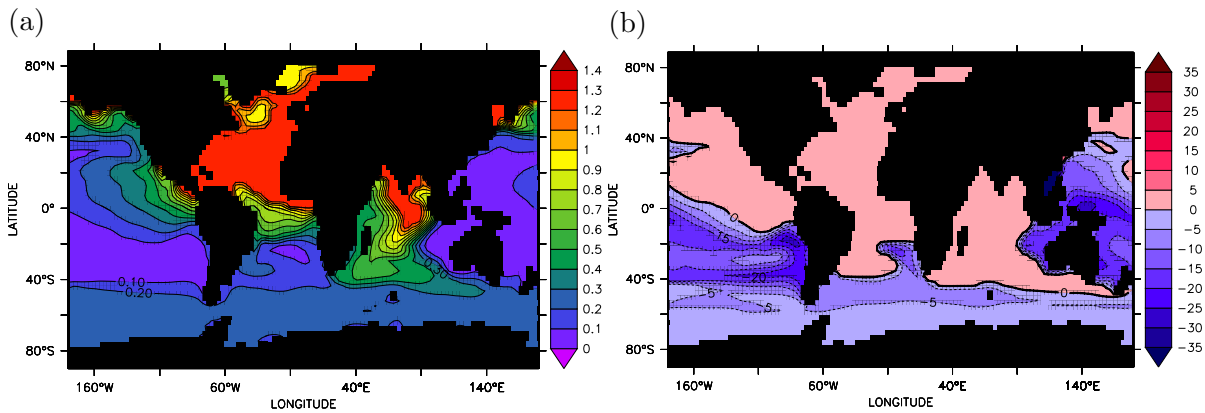 (a)
(b)
80°N
40°N
0°
40°S
80°S
LATITUDE
160°W
60°W
40°E
140°E
LONGITUDE
0.10
0.20
0.30
1.4
1.3
1.2
1.1
1
0.9
0.8
0.7
0.6
0.5
0.4
0.3
0.2
0.1
0
80°N
40°N
0°
40°S
80°S
LATITUDE
160°W
60°W
40°E
140°E
LONGITUDE
0
-15
-20
-5
-5
-5
0
35
30
25
20
15
10
5
0
-5
-10
-15
-20
-25
-30
-35